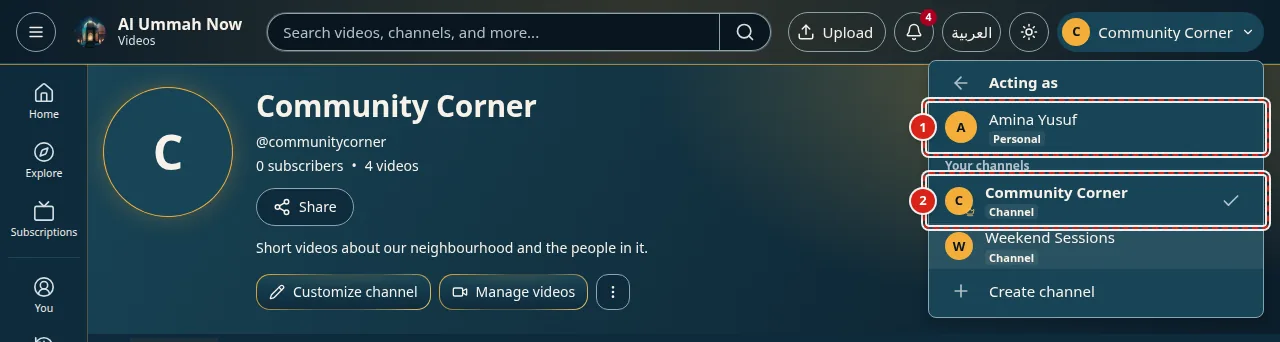 Al Ummah Now
Videos
Search videos, channels, and more...
Upload
4
العربية
C
Community Corner
Home
Explore
Subscriptions
You
C
Community Corner
@communitycorner
0 subscribers • 4 videos
Share
Short videos about our neighbourhood and the people in it.
Customize channel
Manage videos
Acting as
1
A
Amina Yusuf
Personal
Your channels
2
C
Community Corner
Channel
W
Weekend Sessions
Channel
Create channel